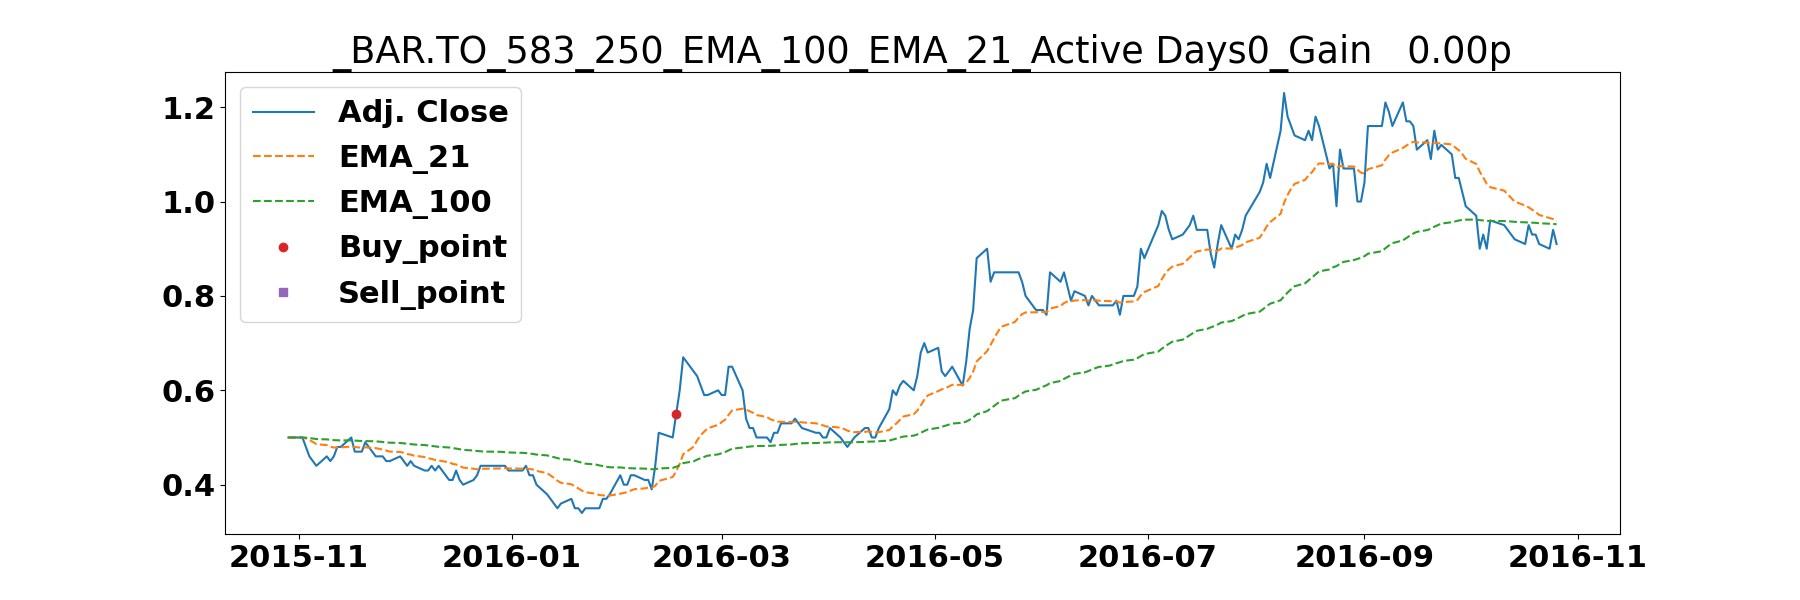 _BAR.TO_583_250_EMA_100_EMA_21_Active Days0_Gain   0.00p
1.2
1.0
0.8
0.6
0.4
Adj. Close
EMA_21
EMA_100
Buy_point
Sell_point
2015-11 2016-01 2016-03 2016-05 2016-07 2016-09 2016-11